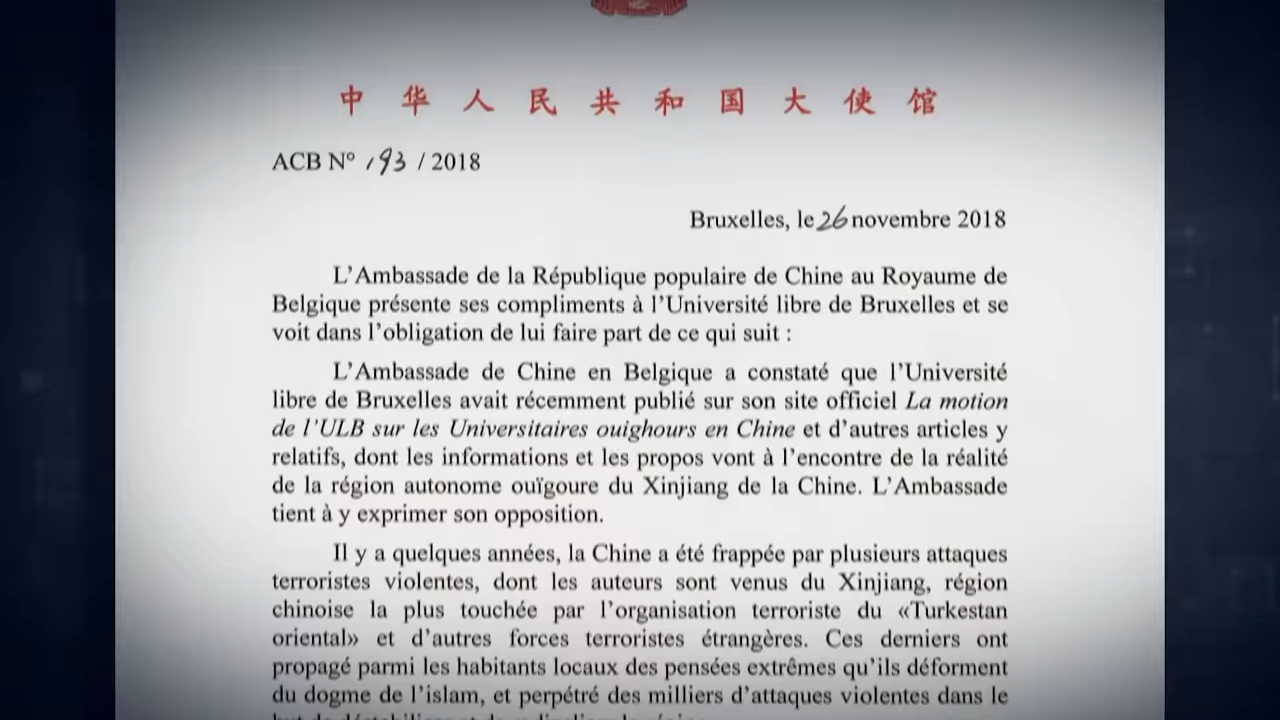 中华人民共和国大使馆
ACB N° 193 / 2018
Bruxelles, le 26 novembre 2018
L’Ambassade de la République populaire de Chine au Royaume de
Belgique présente ses compliments à l’Université libre de Bruxelles et se
voit dans l’obligation de lui faire part de ce qui suit :
L’Ambassade de Chine en Belgique a constaté que l’Université
libre de Bruxelles avait récemment publié sur son site officiel La motion
de l’ULB sur les Universitaires ouighours en Chine et d’autres articles y
relatifs, dont les informations et les propos vont à l’encontre de la réalité
de la région autonome ouïgoure du Xinjiang de la Chine. L’Ambassade
tient à y exprimer son opposition.
Il y a quelques années, la Chine a été frappée par plusieurs attaques
terroristes violentes, dont les auteurs sont venus du Xinjiang, région
chinoise la plus touchée par l’organisation terroriste du «Turkestan
oriental» et d’autres forces terroristes étrangères. Ces derniers ont
propagé parmi les habitants locaux des pensées extrêmes qu’ils déforment
du dogme de l’islam, et perpétré des milliers d’attaques violentes dans le